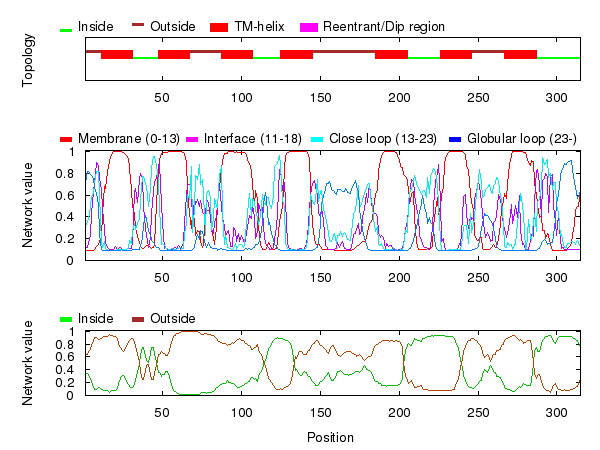 Inside Outside TM-helix Reentrant/Dip region
Topology
50 100 150 200 250 300
Membrane (0-13) Interface (11-18) Close loop (13-23) Globular loop (23-)
Network value
1
0.8
0.6
0.4
0.2
0
50 100 150 200 250 300
Inside Outside
Network value
1
0.8
0.6
0.4
0.2
0
50 100 150 200 250 300
Position